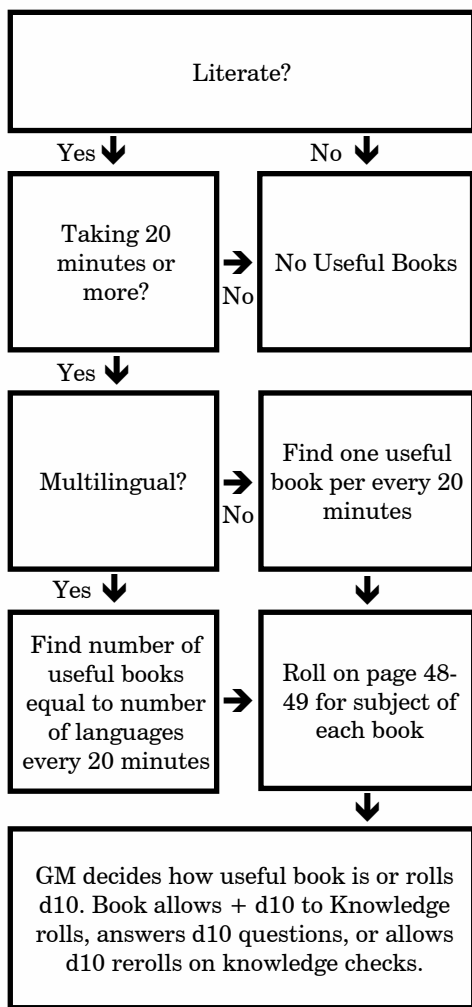 Literate?
Yes
No
Taking 20
minutes or
more?
No
No Useful Books
Yes
Multilingual?
No
Find one useful
book per every 20
minutes
Yes
Find number of
useful books
equal to number
of languages
every 20 minutes
Roll on page 48-
49 for subject of
each book
GM decides how useful book is or rolls
d10. Book allows + d10 to Knowledge
rolls, answers d10 questions, or allows
d10 rerolls on knowledge checks.